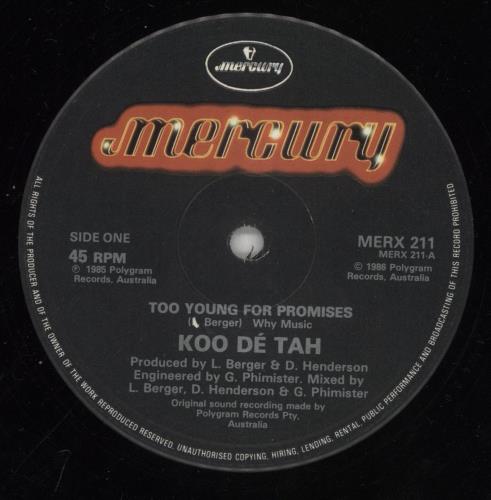 mercury
mercury
SIDE ONE
45 RPM
℗ 1985 Polygram
Records, Australia
MERX 211
MERX 211-A
© 1986 Polygram
Records, Australia
TOO YOUNG FOR PROMISES
(L Berger) Why Music
KOO DÉ TAH
Produced by L. Berger & D. Henderson
Engineered by G. Phimister. Mixed by
L. Berger, D. Henderson & G. Phimister
Original sound recording made by
Polygram Records Pty,
Australia
ALL RIGHTS OF THE PRODUCER AND OF THE OWNER OF THE WORK REPRODUCED RESERVED. UNAUTHORISED COPYING, HIRING, LENDING, RENTAL, PUBLIC PERFORMANCE AND BROADCASTING OF THIS RECORD PROHIBITED